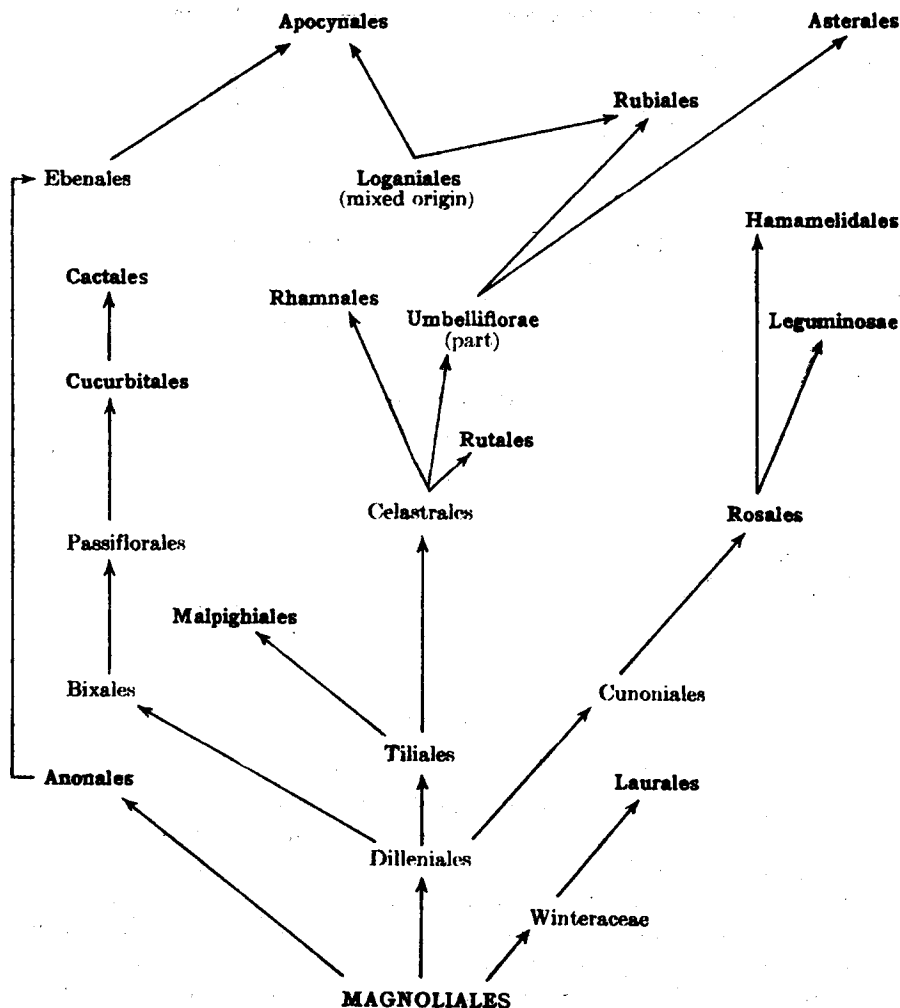 Apocynales
Asterales
Rubiales
Ebenales
Loganiales
(mixed origin)
Hamamelidales
Cactales
Rhamnales
Umbelliflorae
(part)
Leguminosae
Cucurbitales
Rutales
Celastrales
Rosales
Passiflorales
Malpighiales
Bixales
Cunoniales
Tiliales
Anonales
Laurales
Dilleniales
Winteraceae
MAGNOLIALES